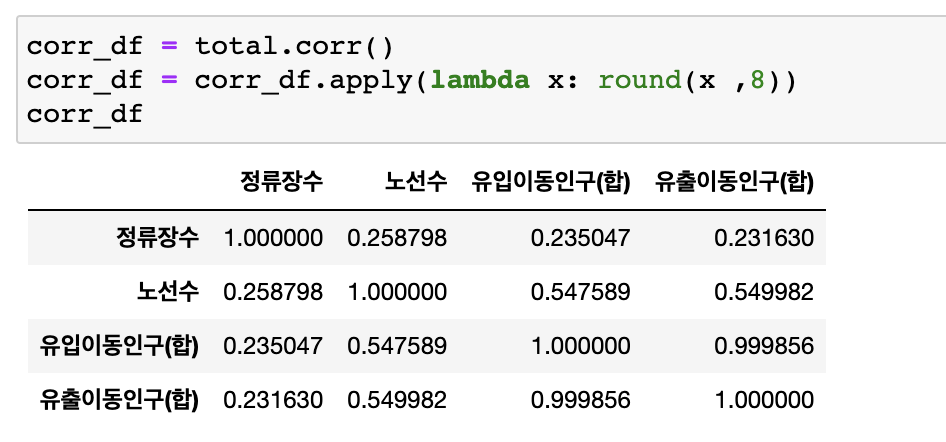 corr_df = total.corr()
corr_df = corr_df.apply(lambda x: round(x ,8))
corr_df
정류장수 노선수 유입이동인구(합) 유출이동인구(합)
정류장수 1.000000 0.258798 0.235047 0.231630
노선수 0.258798 1.000000 0.547589 0.549982
유입이동인구(합) 0.235047 0.547589 1.000000 0.999856
유출이동인구(합) 0.231630 0.549982 0.999856 1.000000